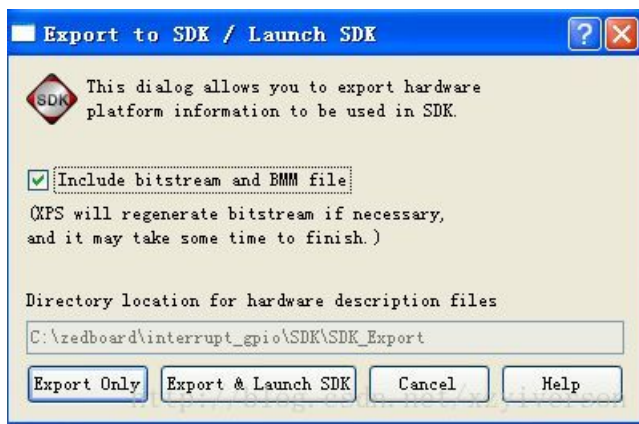 Export to SDK / Launch SDK
SDK
This dialog allows you to export hardware
platform information to be used in SDK.
Include bitstream and BMM file
(XPS will regenerate bitstream if necessary,
and it may take some time to finish.)
Directory location for hardware description files
C:\zedboard\interrupt_gpio\SDK\SDK_Export
Export Only Export & Launch SDK Cancel Help
http://blog.csdn.net/xzyiverson